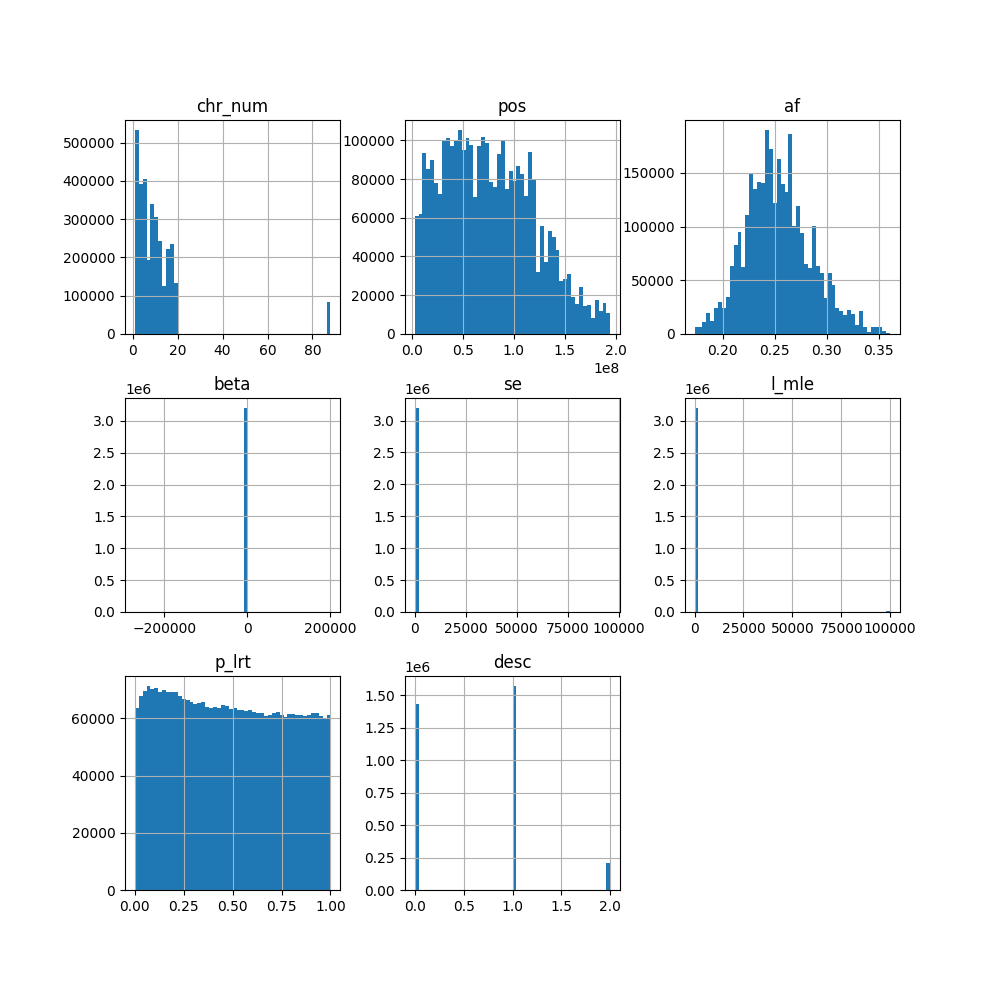 chr_num
500000
400000
300000
200000
100000
0
0 20 40 60 80
pos
100000
80000
60000
40000
20000
0
0.0 0.5 1.0 1.5 2.0
1e8
af
150000
100000
50000
0
0.20 0.25 0.30 0.35
beta
1e6
3.0
2.5
2.0
1.5
1.0
0.5
0.0
−200000 0 200000
se
1e6
3.0
2.5
2.0
1.5
1.0
0.5
0.0
0 25000 50000 75000 100000
l_mle
1e6
3.0
2.5
2.0
1.5
1.0
0.5
0.0
0 25000 50000 75000 100000
p_lrt
60000
40000
20000
0
0.00 0.25 0.50 0.75 1.00
desc
1e6
1.50
1.25
1.00
0.75
0.50
0.25
0.00
0.0 0.5 1.0 1.5 2.0